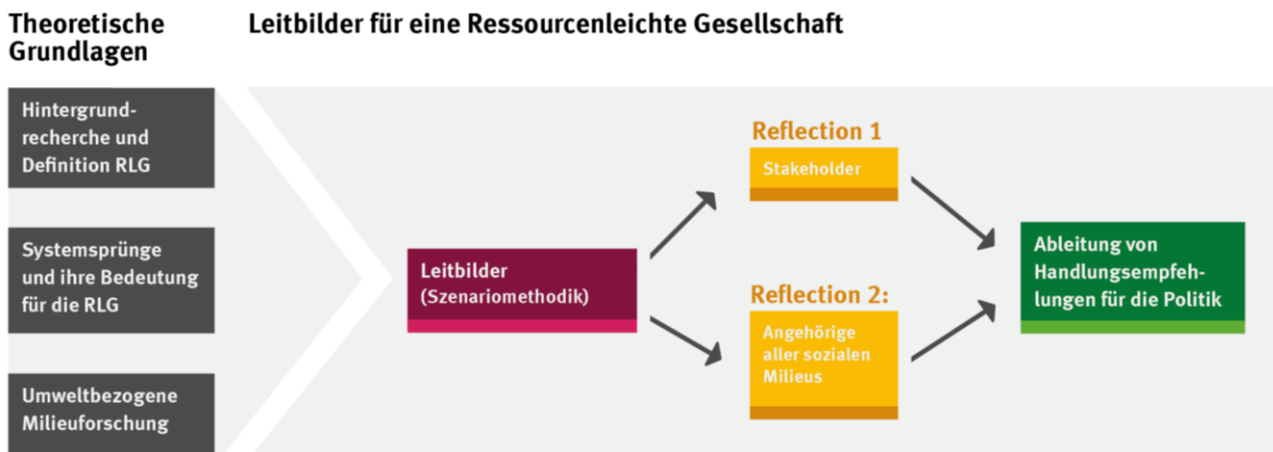 Theoretische
Grundlagen
Leitbilder für eine Ressourcenleichte Gesellschaft
Hintergrund-
recherche und
Definition RLG
Systemsprünge
und ihre Bedeutung
für die RLG
Umweltbezogene
Milieuforschung
Leitbilder
(Szenariomethodik)
Reflection 1
Stakeholder
Reflection 2:
Angehörige
aller sozialen
Milieus
Ableitung von
Handlungsempfeh-
lungen für die Politik